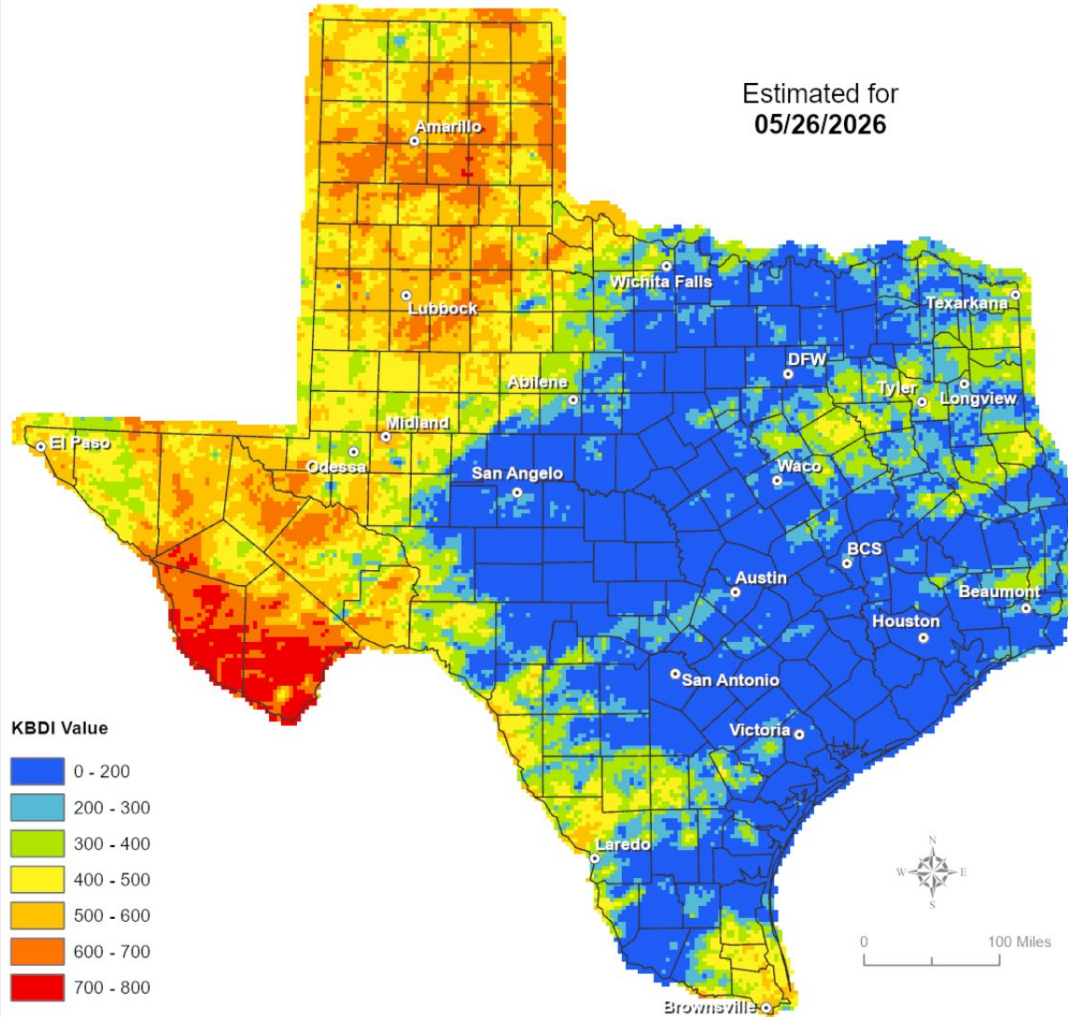 Estimated for
05/26/2026
Amarillo
Wichita Falls
Lubbock
Texarkana
DFW
Abilene
Tyler
Longview
Midland
El Paso
Odessa
San Angelo
Waco
BCS
Austin
Beaumont
Houston
San Antonio
Victoria
KBDI Value
0 - 200
200 - 300
300 - 400
400 - 500
500 - 600
600 - 700
700 - 800
Laredo
N
W E
S
0 100 Miles
Brownsville